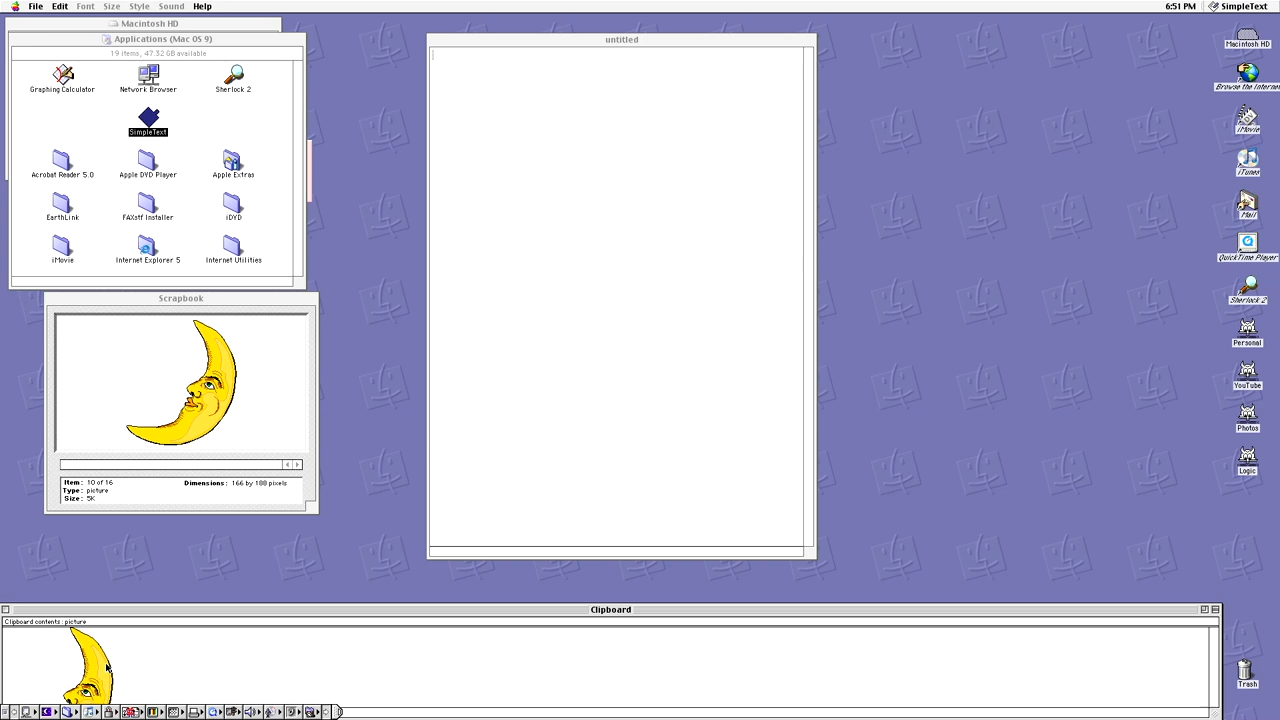 File Edit Font Size Style Sound Help
6:51 PM SimpleText
Macintosh HD
Applications (Mac OS 9)
19 items, 47.32 GB available
Graphing Calculator Network Browser Sherlock 2
SimpleText
Acrobat Reader 5.0 Apple DVD Player Apple Extras
EarthLink FAXstf Installer iDVD
iMovie Internet Explorer 5 Internet Utilities
Scrapbook
Item: 10 of 16 Dimensions: 166 by 188 pixels
Type: picture
Size: 5K
untitled
Macintosh HD
Browse the Interne
iMovie
iTunes
Mail
QuickTime Player
Sherlock 2
Personal
YouTube
Photos
Logic
Trash
Clipboard
Clipboard contents: picture